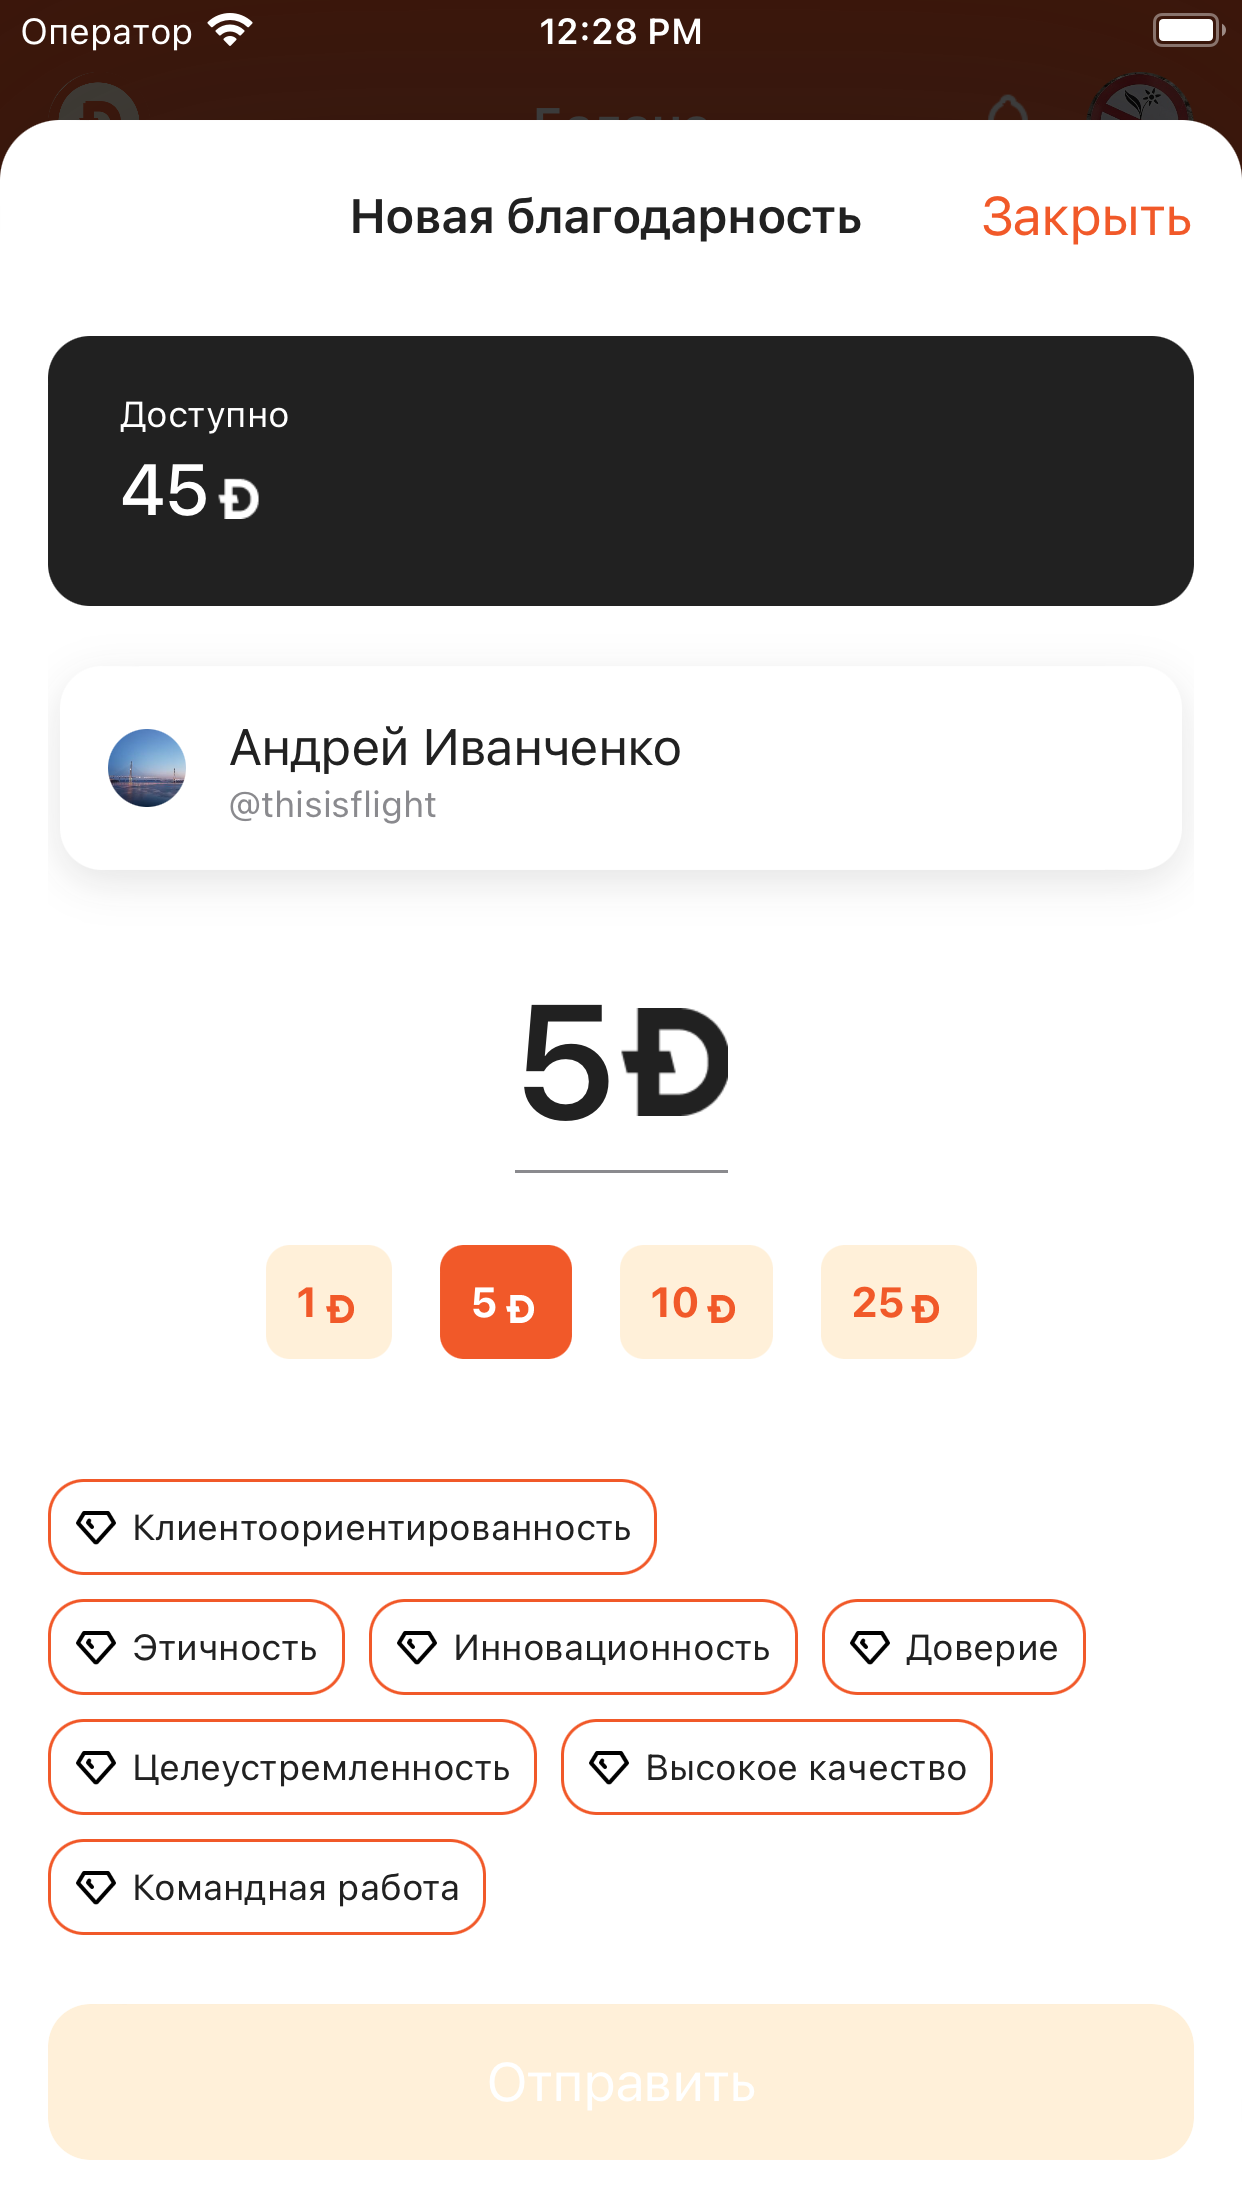 Оператор 12:28 PM
Новая благодарность Закрыть
Доступно
45
Андрей Иванченко
@thisisflight
5
1 5 10 25
Клиентоориентированность
Этичность Инновационность Доверие
Целеустремленность Высокое качество
Командная работа
Отправить